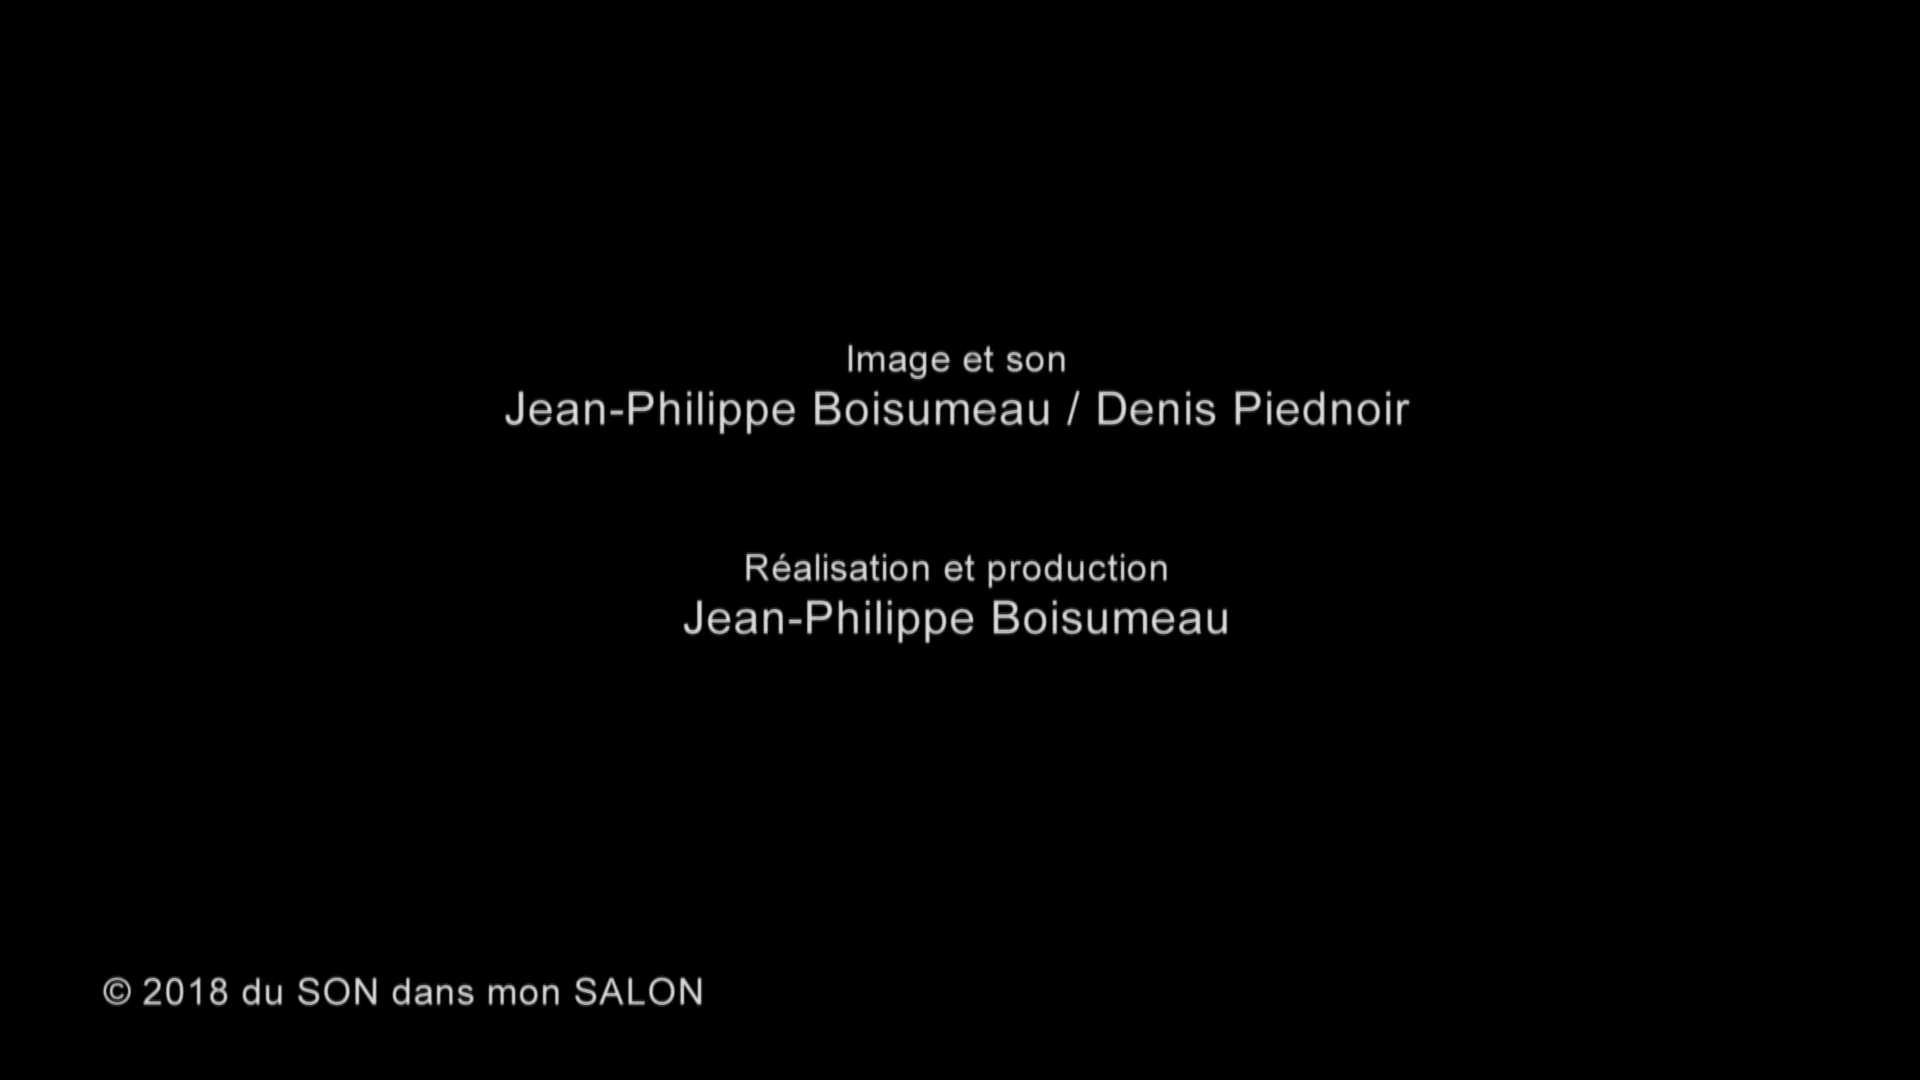 Image et son
Jean-Philippe Boisumeau / Denis Piednoir
Réalisation et production
Jean-Philippe Boisumeau
© 2018 du SON dans mon SALON